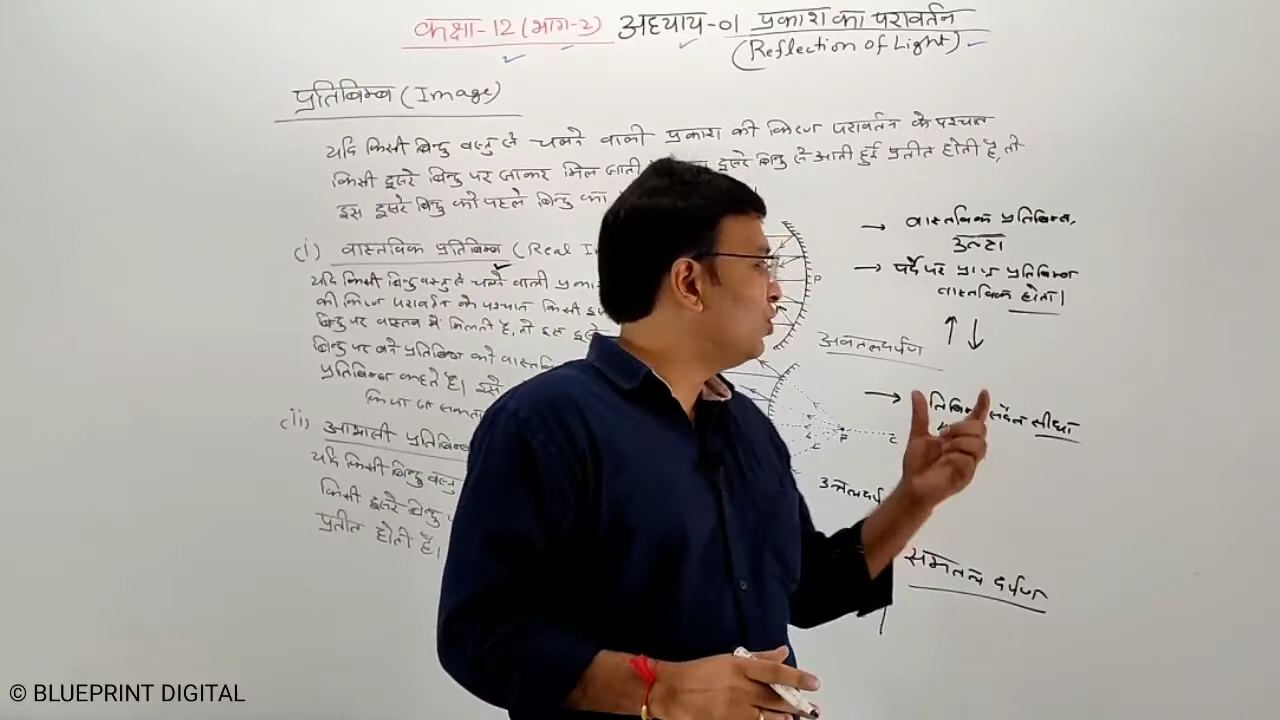 कक्षा-12 (भाग-2) अध्याय-01 प्रकाश का परावर्तन
(Reflection of Light)
प्रतिबिम्ब (Image)
यदि किसी बिन्दु वस्तु से चलने वाली प्रकाश की किरण परावर्तन के पश्चात
किसी दूसरे बिन्दु पर जाकर मिल जाती दूसरे बिन्दु से आती हुई प्रतीत होती है, तो
इस दूसरे बिन्दु को पहले बिन्दु का
(i) वास्तविक प्रतिबिम्ब (Real I
यदि किसी बिन्दु वस्तु से चलने वाली प्रका
की किरण परावर्तन के पश्चात किसी दू
बिन्दु पर वास्तव में मिलती है, तो इस दूसरे
बिन्दु पर बने प्रतिबिम्ब को वास्तव
प्रतिबिम्ब कहते हैं। इसे
किया जा सकता
(ii) आभासी प्रतिबिम्ब
यदि किसी बिन्दु वस्तु
किसी दूसरे बिन्दु
प्रतीत होती है।
P
→ वास्तविक प्रतिबिम्ब,
उल्टा
→ पर्दे पर प्राप्त प्रतिबिम्ब
वास्तविक होता।
अवतल दर्पण
→ तिबिम सदैव सीधा
F C
उत्तल दर्प
समतल दर्पण
© BLUEPRINT DIGITAL